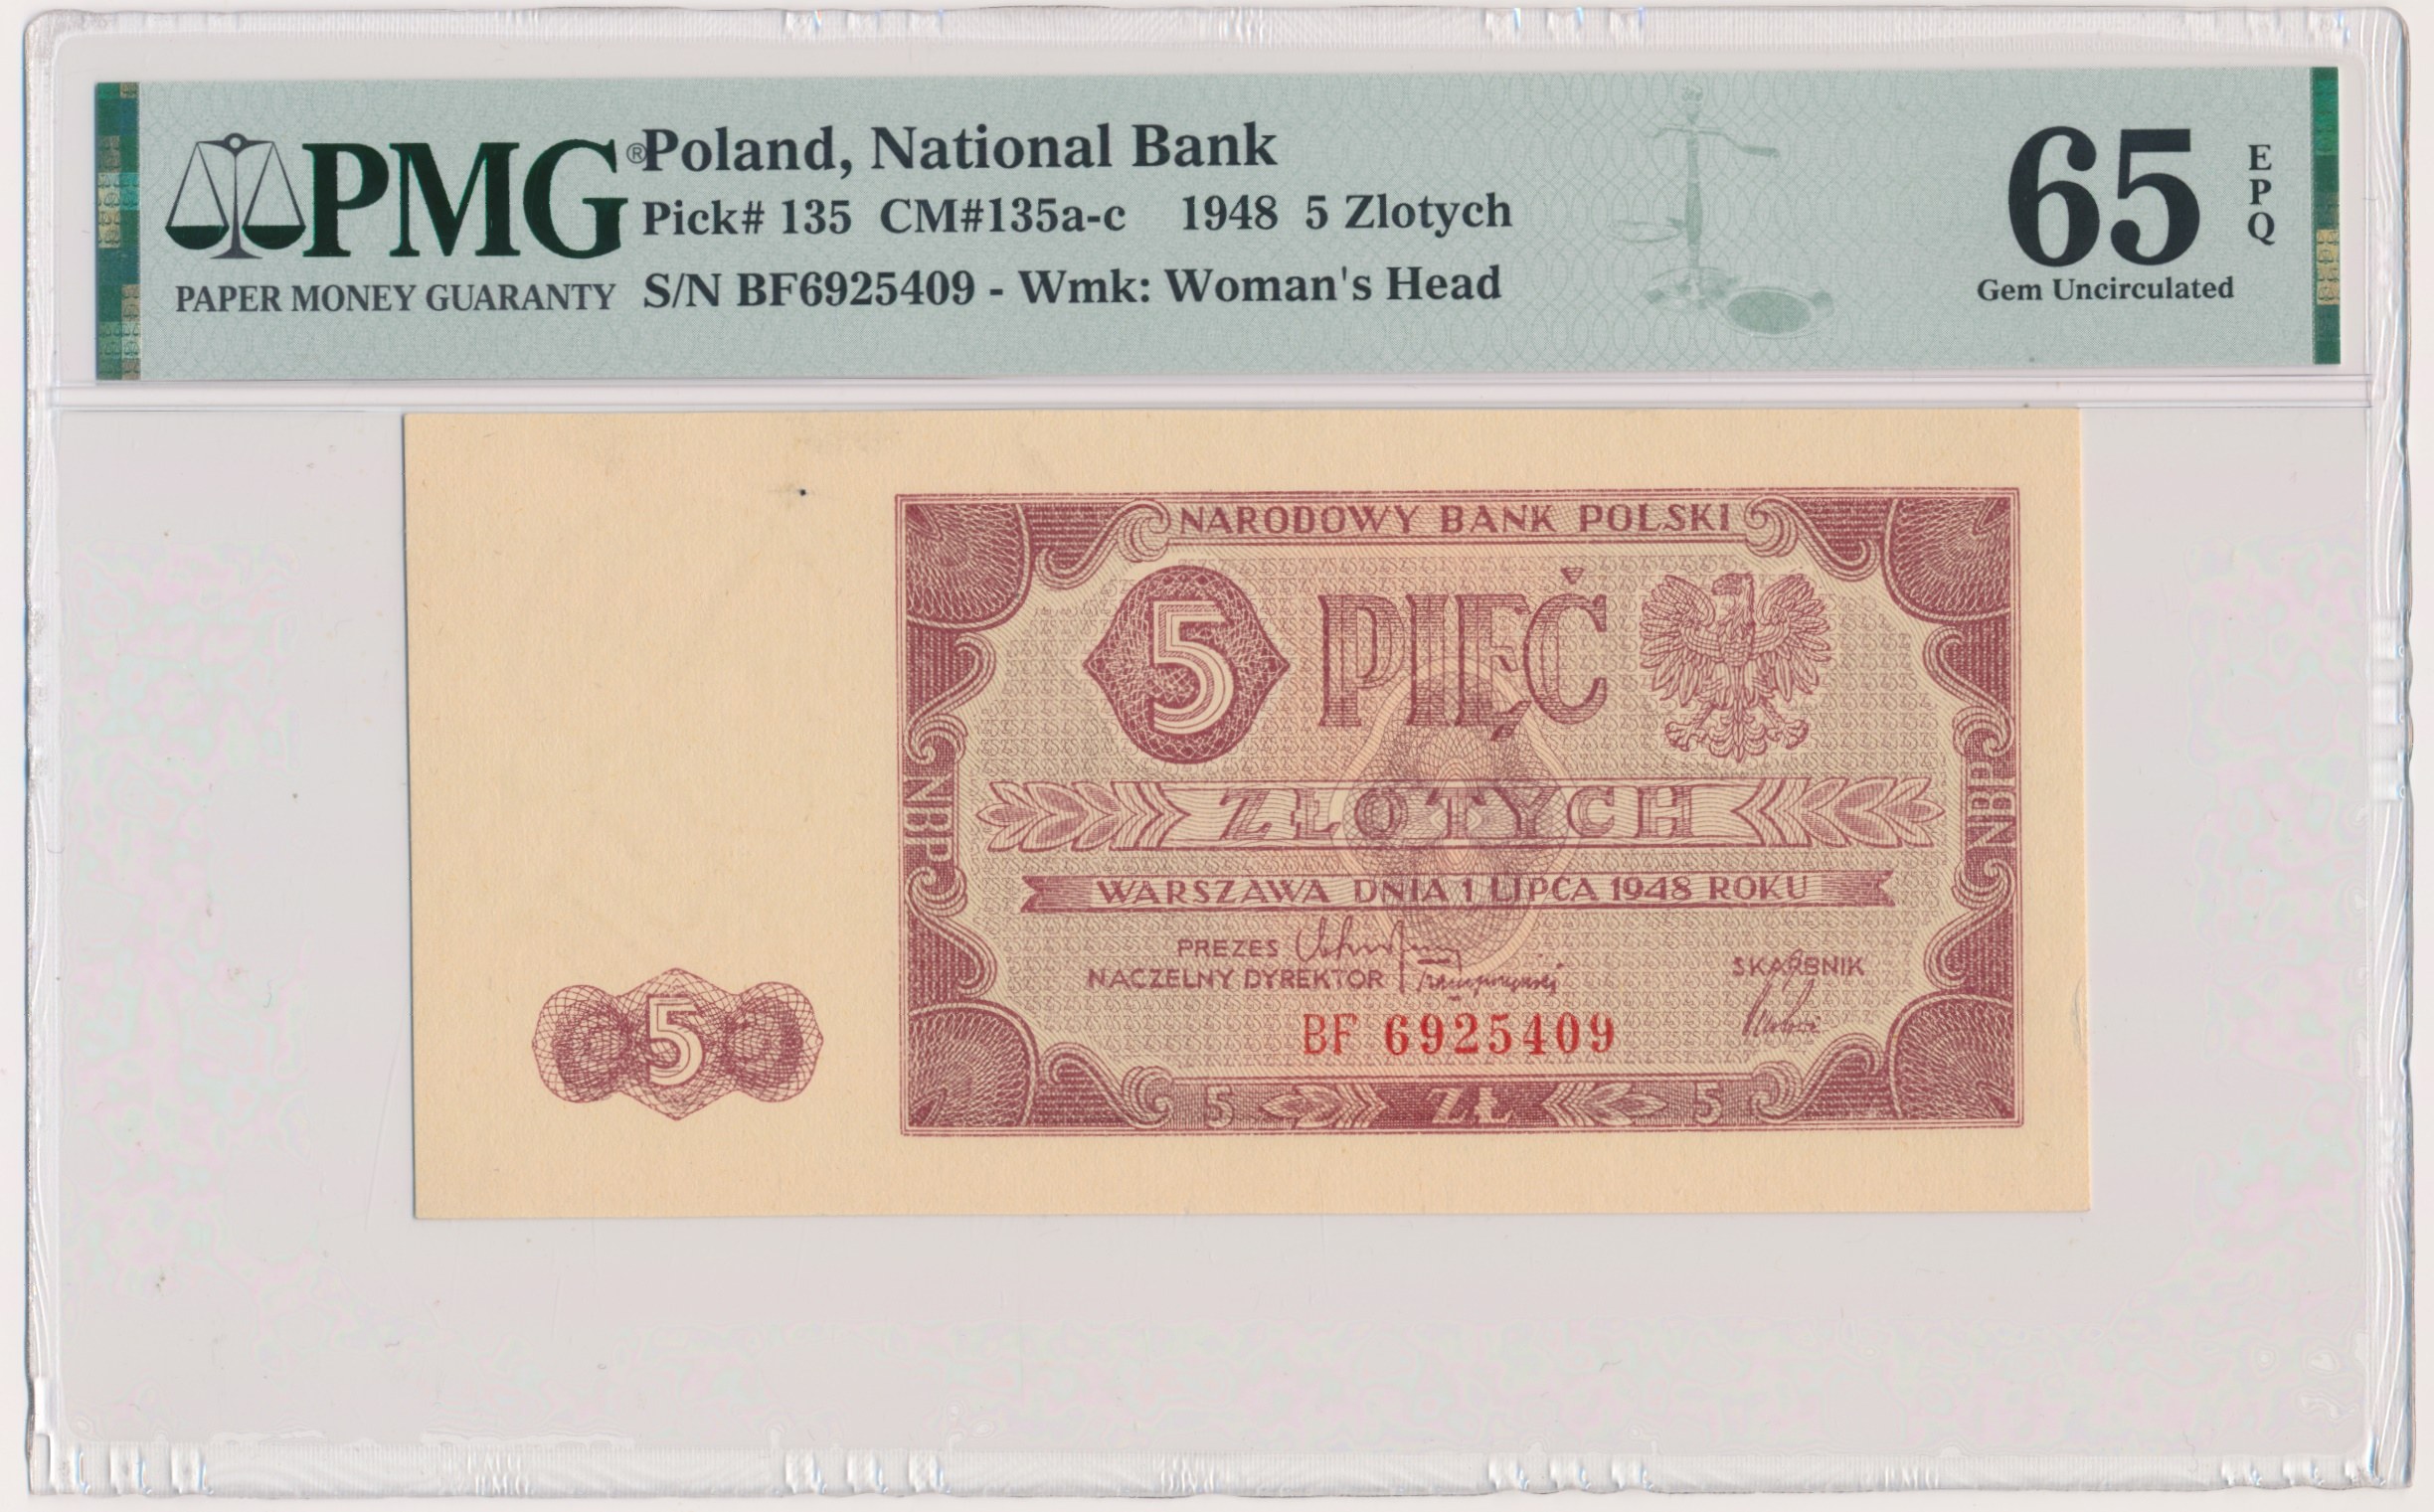 PMG®
PAPER MONEY GUARANTY
Poland, National Bank
Pick# 135 CM#135a-c 1948 5 Zlotych
S/N BF6925409 - Wmk: Woman's Head
65
EPQ
Gem Uncirculated
NARODOWY BANK POLSKI
5 PIĘĆ
ZŁOTYCH
WARSZAWA DNIA 1 LIPCA 1948 ROKU
PREZES
NACZELNY DYREKTOR
SKARBNIK
BF 6925409
5 ZŁ 5
NBP
NBP
5